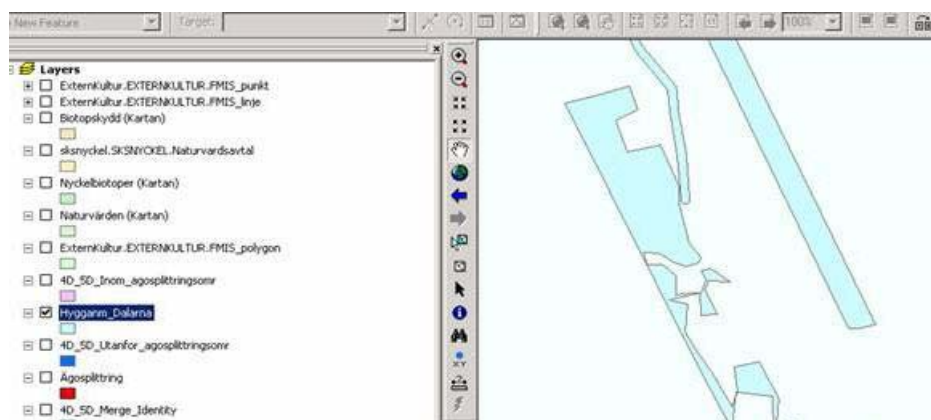 New Feature Target: 100%
Layers
ExternKultur.EXTERNKULTUR.FMIS_punkt
ExternKultur.EXTERNKULTUR.FMIS_linje
Biotopskydd (Kartan)
sksnyckel.SKSNYCKEL.Naturvardsavtal
Nyckelbiotoper (Kartan)
Naturvärden (Kartan)
ExternKultur.EXTERNKULTUR.FMIS_polygon
4D_5D_Inom_agosplittringsomr
Hygganm_Dalarna
4D_5D_Utanfor_agosplittringsomr
Ägosplittring
4D_5D_Merge_Identity
XY